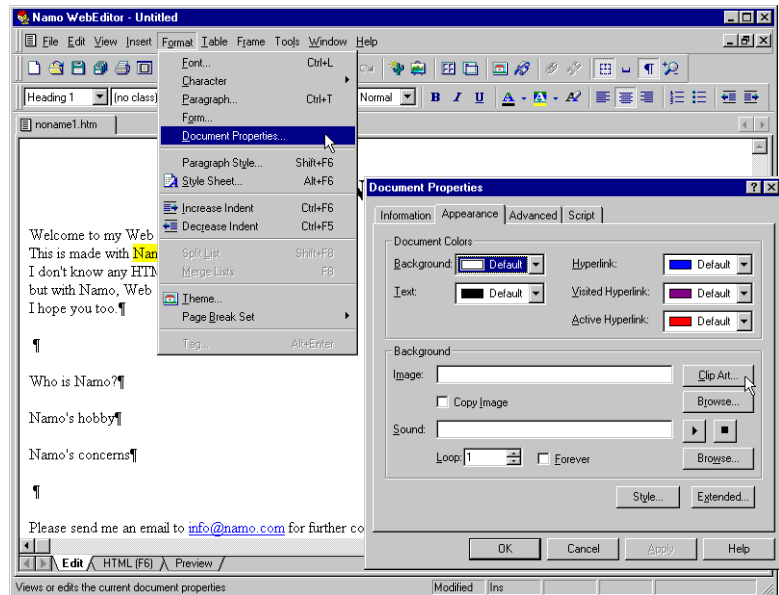 Namo WebEditor - Untitled
File Edit View Insert Format Table Frame Tools Window Help
Heading 1 (no class) Normal B I U A A A2
noname1.htm
Font... Ctrl+L
Character
Paragraph... Ctrl+T
Form...
Document Properties...
Paragraph Style... Shift+F6
Style Sheet... Alt+F6
Increase Indent Ctrl+F6
Decrease Indent Ctrl+F5
Split List Shift+F8
Merge Lists F8
Theme...
Page Break Set
Tag... Alt+Enter
Welcome to my Web
This is made with Nam
I don't know any HTM
but with Namo, Web
I hope you too.¶
¶
Who is Namo?¶
Namo's hobby¶
Namo's concerns¶
¶
Please send me an email to info@namo.com for further co
Document Properties
Information Appearance Advanced Script
Document Colors
Background: Default Hyperlink: Default
Text: Default Visited Hyperlink: Default
Active Hyperlink: Default
Background
Image: Clip Art...
Copy Image Browse...
Sound:
Loop: 1 Forever Browse...
Style... Extended...
OK Cancel Apply Help
Edit HTML (F6) Preview
Views or edits the current document properties Modified Ins